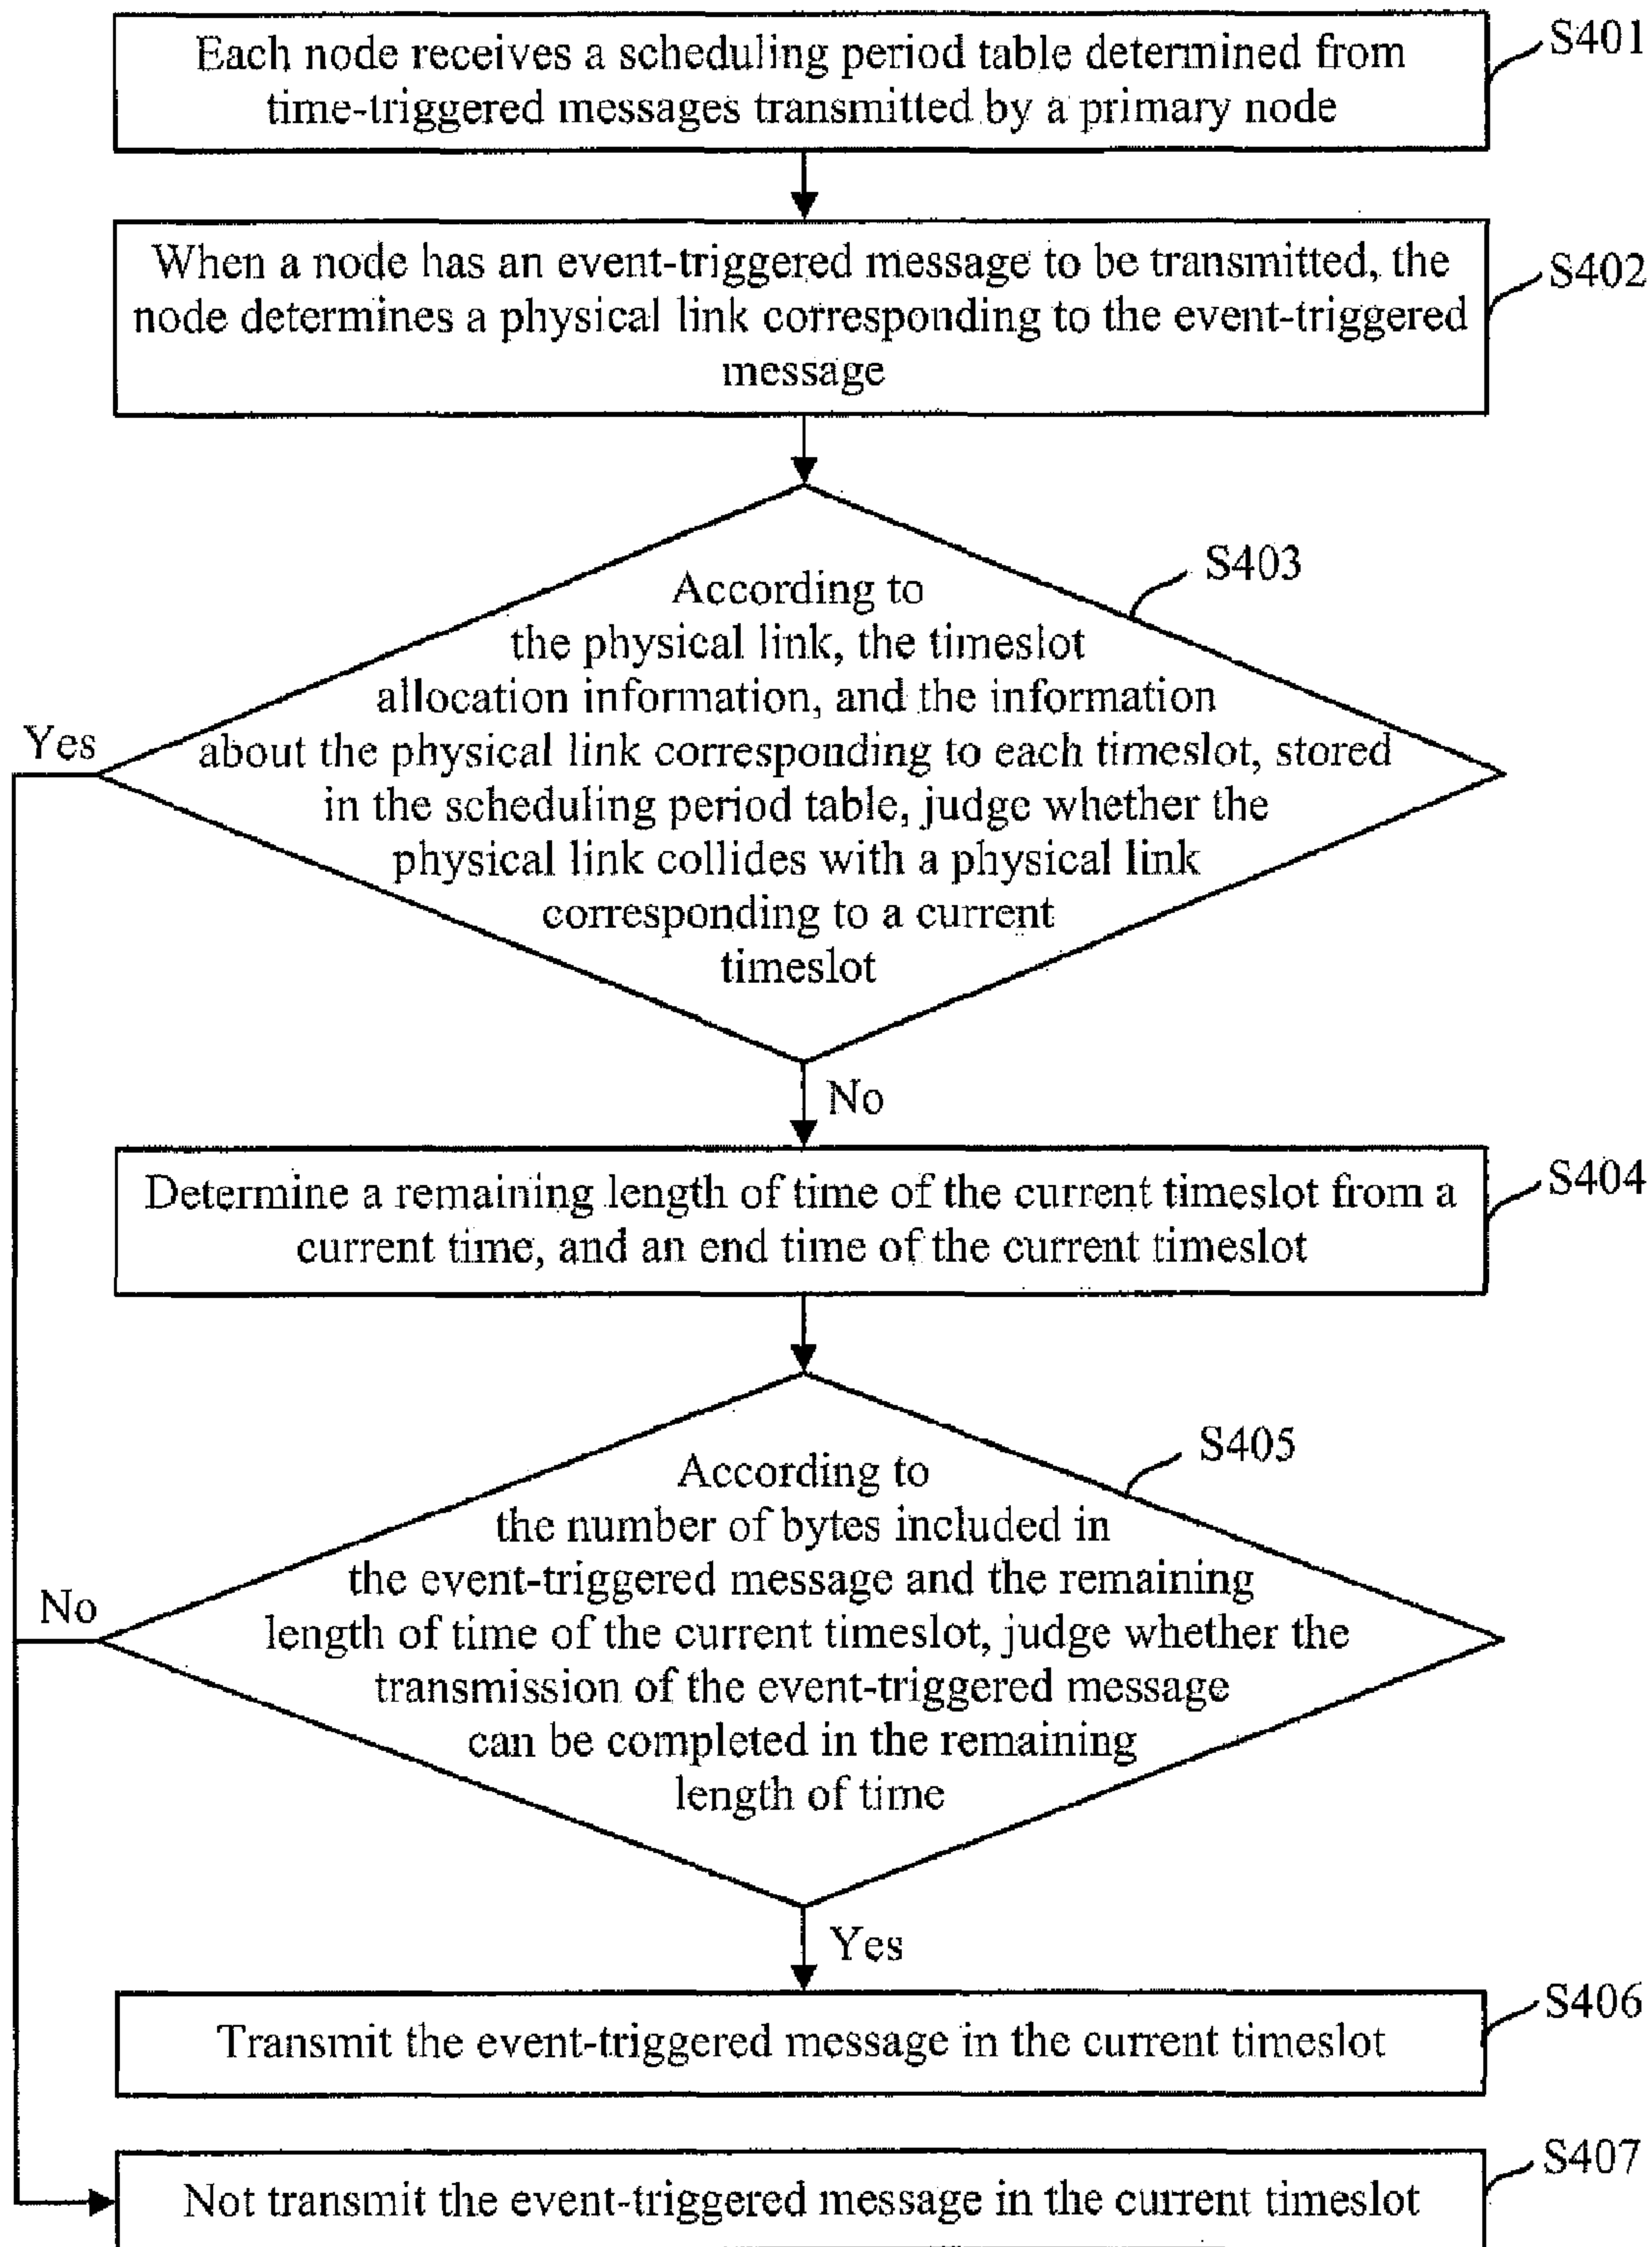 Each node receives a scheduling period table determined from
time-triggered messages transmitted by a primary node
S401
When a node has an event-triggered message to be transmitted, the
node determines a physical link corresponding to the event-triggered
message
S402
According to
the physical link, the timeslot
allocation information, and the information
about the physical link corresponding to each timeslot, stored
in the scheduling period table, judge whether the
physical link collides with a physical link
corresponding to a current
timeslot
S403
Yes
No
Determine a remaining length of time of the current timeslot from a
current time, and an end time of the current timeslot
S404
According to
the number of bytes included in
the event-triggered message and the remaining
length of time of the current timeslot, judge whether the
transmission of the event-triggered message
can be completed in the remaining
length of time
S405
No
Yes
Transmit the event-triggered message in the current timeslot
S406
Not transmit the event-triggered message in the current timeslot
S407